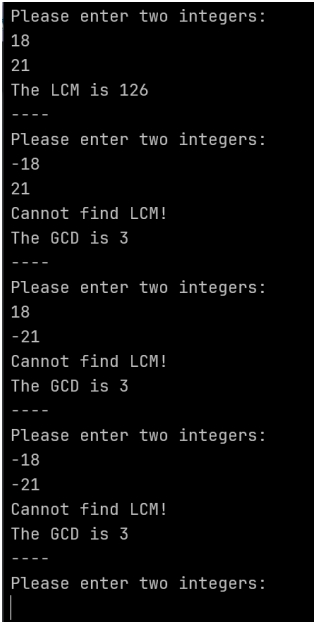 Please enter two integers:
18
21
The LCM is 126
----
Please enter two integers:
-18
21
Cannot find LCM!
The GCD is 3
----
Please enter two integers:
18
-21
Cannot find LCM!
The GCD is 3
----
Please enter two integers:
-18
-21
Cannot find LCM!
The GCD is 3
----
Please enter two integers: